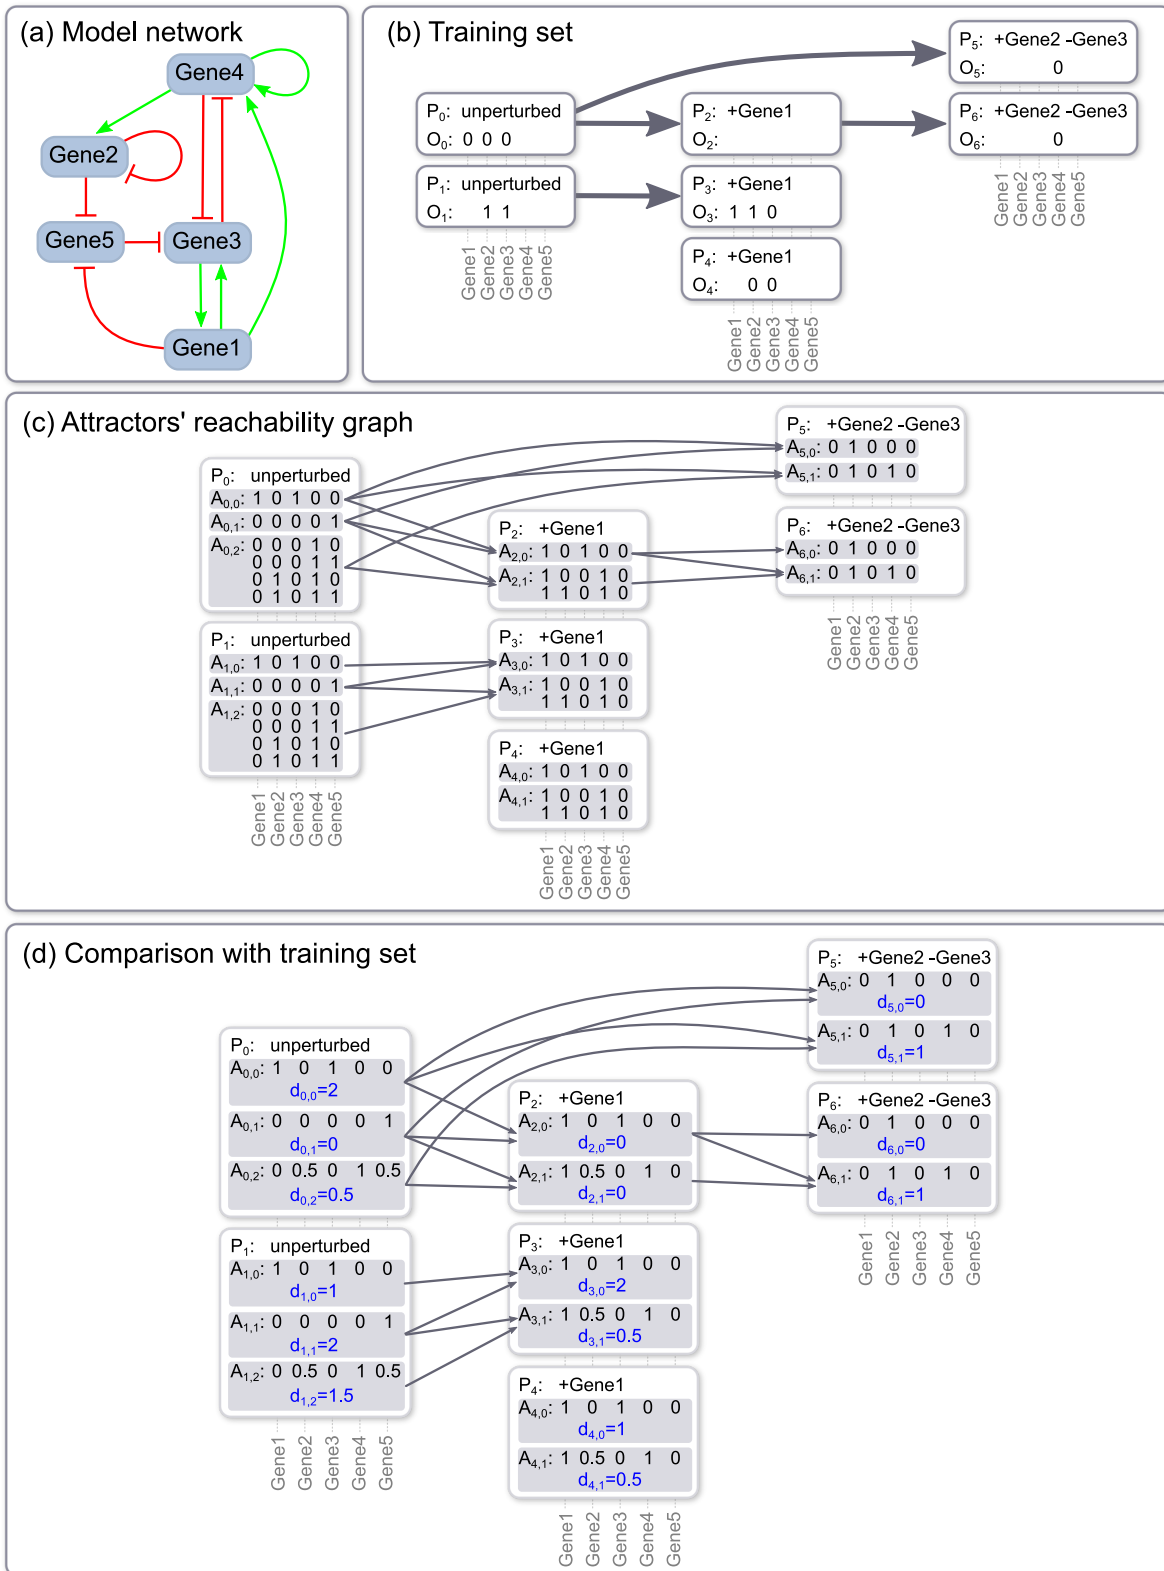 (a) Model network
Gene4
Gene2
Gene5
Gene3
Gene1
(b) Training set
P0: unperturbed
O0: 0 0 0
P1: unperturbed
O1: 1 1
Gene1 Gene2 Gene3 Gene4 Gene5
P2: +Gene1
O2:
P3: +Gene1
O3: 1 1 0
P4: +Gene1
O4: 0 0
Gene1 Gene2 Gene3 Gene4 Gene5
P5: +Gene2 -Gene3
O5: 0
P6: +Gene2 -Gene3
O6: 0
Gene1 Gene2 Gene3 Gene4 Gene5
(c) Attractors' reachability graph
P0: unperturbed
A0,0: 1 0 1 0 0
A0,1: 0 0 0 0 1
A0,2: 0 0 0 1 0
0 0 0 1 1
0 1 0 1 0
0 1 0 1 1
P1: unperturbed
A1,0: 1 0 1 0 0
A1,1: 0 0 0 0 1
A1,2: 0 0 0 1 0
0 0 0 1 1
0 1 0 1 0
0 1 0 1 1
Gene1 Gene2 Gene3 Gene4 Gene5
P2: +Gene1
A2,0: 1 0 1 0 0
A2,1: 1 0 0 1 0
1 1 0 1 0
P3: +Gene1
A3,0: 1 0 1 0 0
A3,1: 1 0 0 1 0
1 1 0 1 0
P4: +Gene1
A4,0: 1 0 1 0 0
A4,1: 1 0 0 1 0
1 1 0 1 0
Gene1 Gene2 Gene3 Gene4 Gene5
P5: +Gene2 -Gene3
A5,0: 0 1 0 0 0
A5,1: 0 1 0 1 0
P6: +Gene2 -Gene3
A6,0: 0 1 0 0 0
A6,1: 0 1 0 1 0
Gene1 Gene2 Gene3 Gene4 Gene5
(d) Comparison with training set
P0: unperturbed
A0,0: 1 0 1 0 0
d0,0=2
A0,1: 0 0 0 0 1
d0,1=0
A0,2: 0 0.5 0 1 0.5
d0,2=0.5
P1: unperturbed
A1,0: 1 0 1 0 0
d1,0=1
A1,1: 0 0 0 0 1
d1,1=2
A1,2: 0 0.5 0 1 0.5
d1,2=1.5
Gene1 Gene2 Gene3 Gene4 Gene5
P2: +Gene1
A2,0: 1 0 1 0 0
d2,0=0
A2,1: 1 0.5 0 1 0
d2,1=0
P3: +Gene1
A3,0: 1 0 1 0 0
d3,0=2
A3,1: 1 0.5 0 1 0
d3,1=0.5
P4: +Gene1
A4,0: 1 0 1 0 0
d4,0=1
A4,1: 1 0.5 0 1 0
d4,1=0.5
Gene1 Gene2 Gene3 Gene4 Gene5
P5: +Gene2 -Gene3
A5,0: 0 1 0 0 0
d5,0=0
A5,1: 0 1 0 1 0
d5,1=1
P6: +Gene2 -Gene3
A6,0: 0 1 0 0 0
d6,0=0
A6,1: 0 1 0 1 0
d6,1=1
Gene1 Gene2 Gene3 Gene4 Gene5